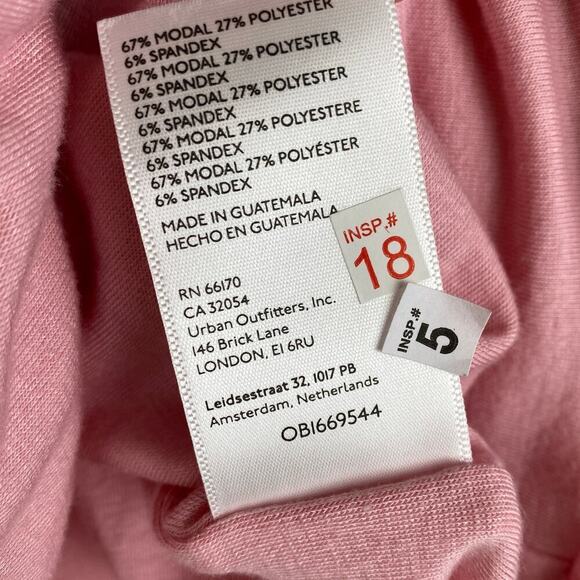 67% MODAL 27% POLYESTER
6% SPANDEX
67% MODAL 27% POLYESTER
6% SPANDEX
67% MODAL 27% POLYESTER
6% SPANDEX
67% MODAL 27% POLIESTERE
6% SPANDEX
67% MODAL 27% POLYÉSTER
6% SPANDEX
MADE IN GUATEMALA
HECHO EN GUATEMALA
INSP.#
18
INSP.#
5
RN 66170
CA 32054
Urban Outfitters, Inc.
146 Brick Lane
LONDON, E1 6RU
Leidsestraat 32, 1017 PB
Amsterdam, Netherlands
OB1669544